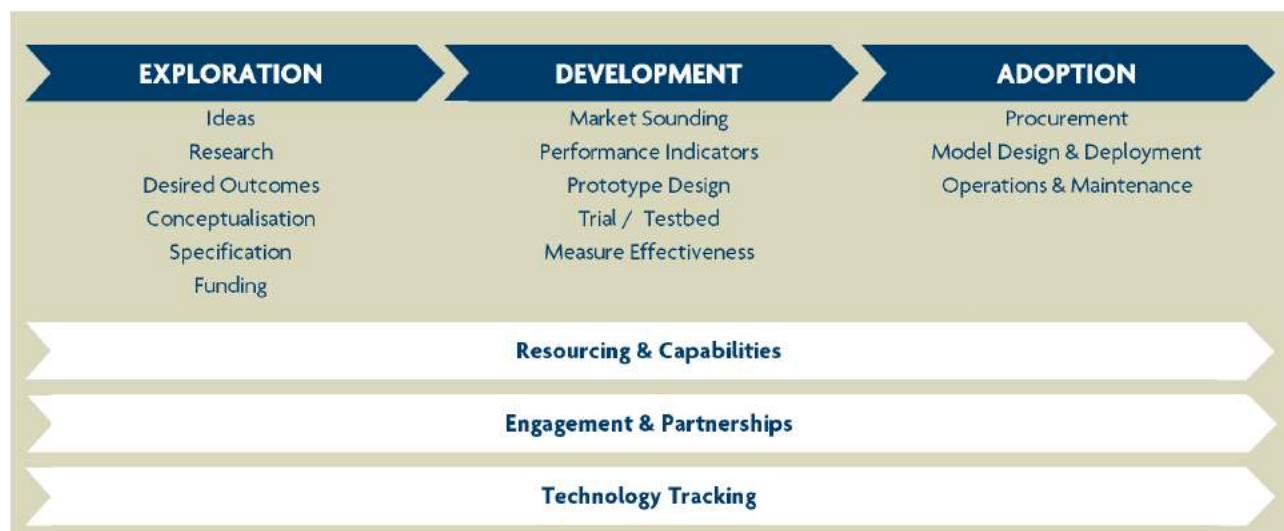 EXPLORATION
Ideas
Research
Desired Outcomes
Conceptualisation
Specification
Funding
DEVELOPMENT
Market Sounding
Performance Indicators
Prototype Design
Trial / Testbed
Measure Effectiveness
ADOPTION
Procurement
Model Design & Deployment
Operations & Maintenance
Resourcing & Capabilities
Engagement & Partnerships
Technology Tracking